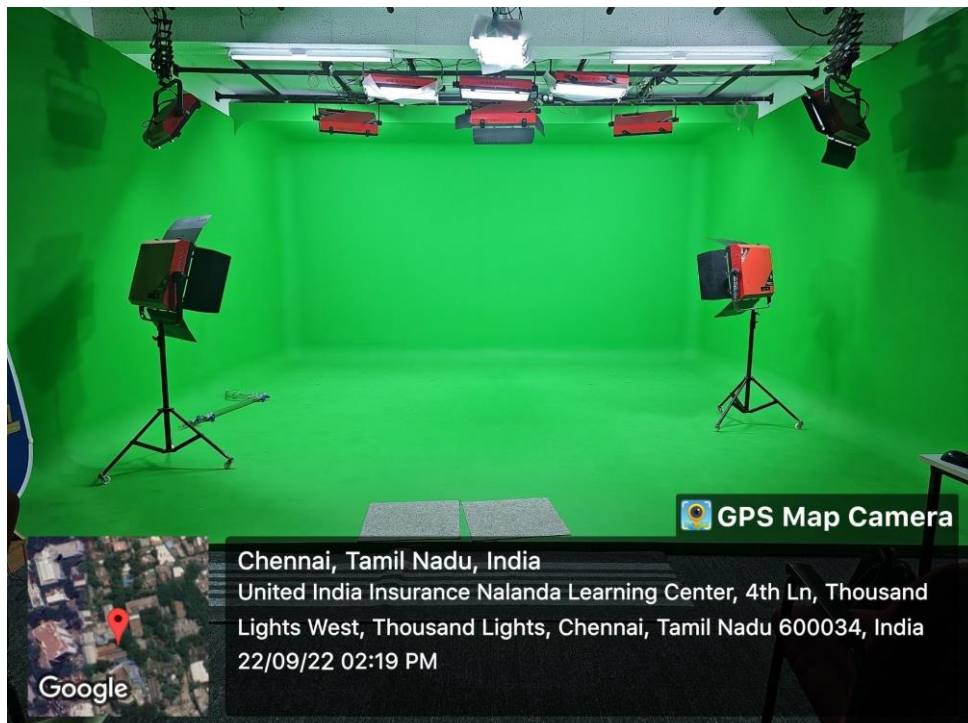 GPS Map Camera
Chennai, Tamil Nadu, India
United India Insurance Nalanda Learning Center, 4th Ln, Thousand
Lights West, Thousand Lights, Chennai, Tamil Nadu 600034, India
22/09/22 02:19 PM
Google